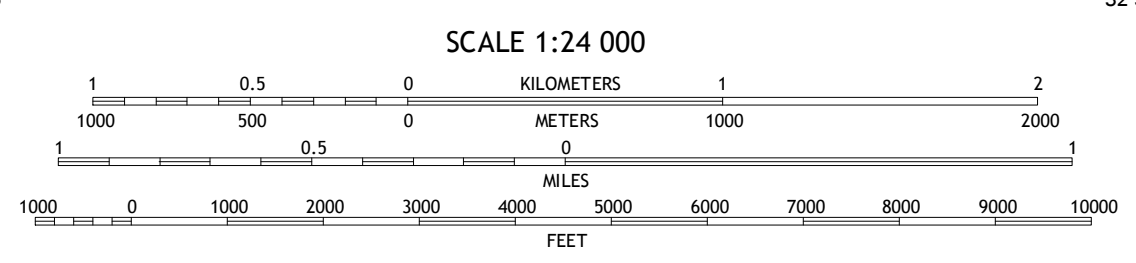 SCALE 1:24 000
1 0.5 0 KILOMETERS 1 2
1000 500 0 METERS 1000 2000
1 0.5 0 1
MILES
1000 0 1000 2000 3000 4000 5000 6000 7000 8000 9000 10000
FEET